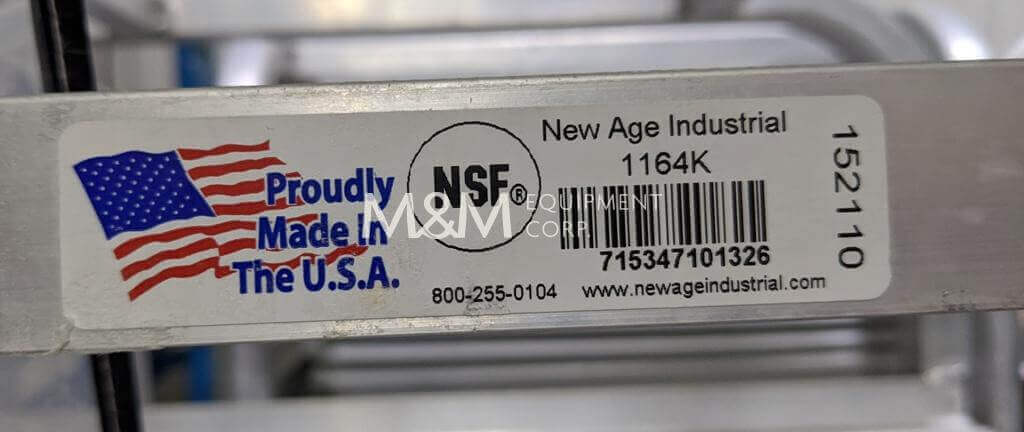 Proudly
Made In
The U.S.A.
NSF®
New Age Industrial
1164K
715347101326
800-255-0104 www.newageindustrial.com
152110
M&M EQUIPMENT
CORP.